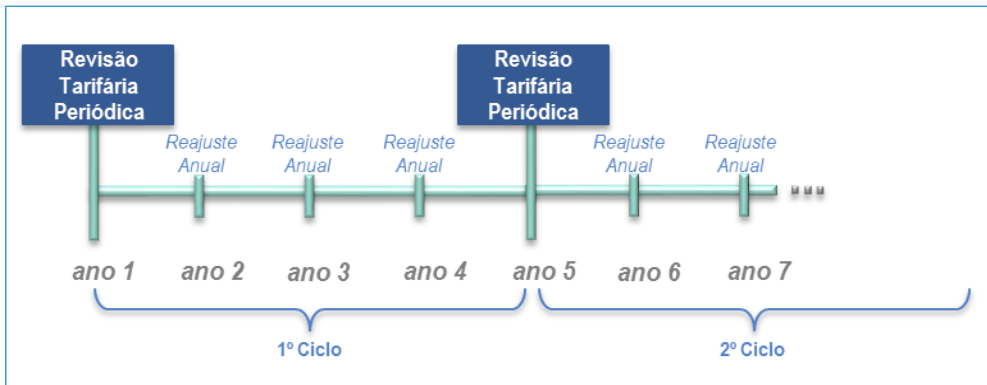 Revisão
Tarifária
Periódica
Revisão
Tarifária
Periódica
Reajuste
Anual
Reajuste
Anual
Reajuste
Anual
Reajuste
Anual
Reajuste
Anual
ano 1
ano 2
ano 3
ano 4
ano 5
ano 6
ano 7
1º Ciclo
2º Ciclo